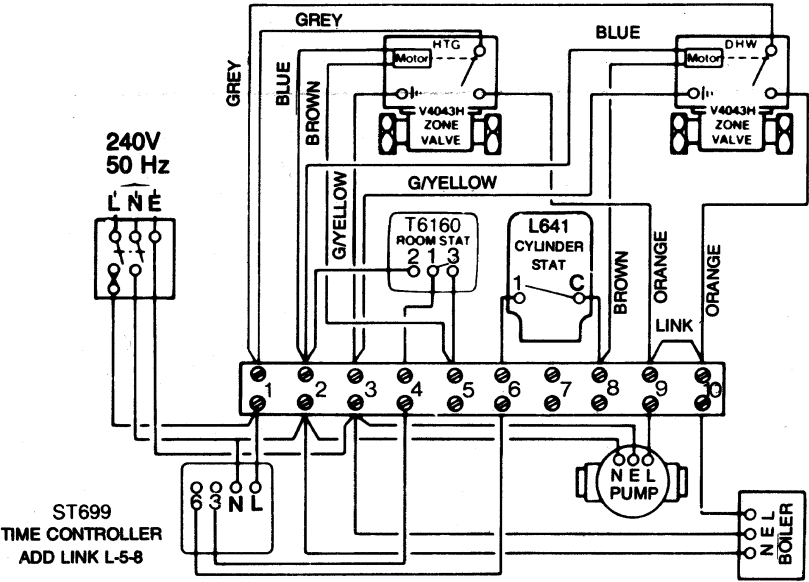 GREY
BLUE
GREY
BLUE
BROWN
HTG
Motor
V4043H
ZONE
VALVE
DHW
Motor
V4043H
ZONE
VALVE
240V
50 Hz
L N E
G/YELLOW
G/YELLOW
T6160
ROOM STAT
2 1 3
L641
CYLINDER
STAT
1 C
BROWN
ORANGE
ORANGE
LINK
1 2 3 4 5 6 7 8 9 10
6 3 N L
ST699
TIME CONTROLLER
ADD LINK L-5-8
N E L
PUMP
L
E
N
BOILER